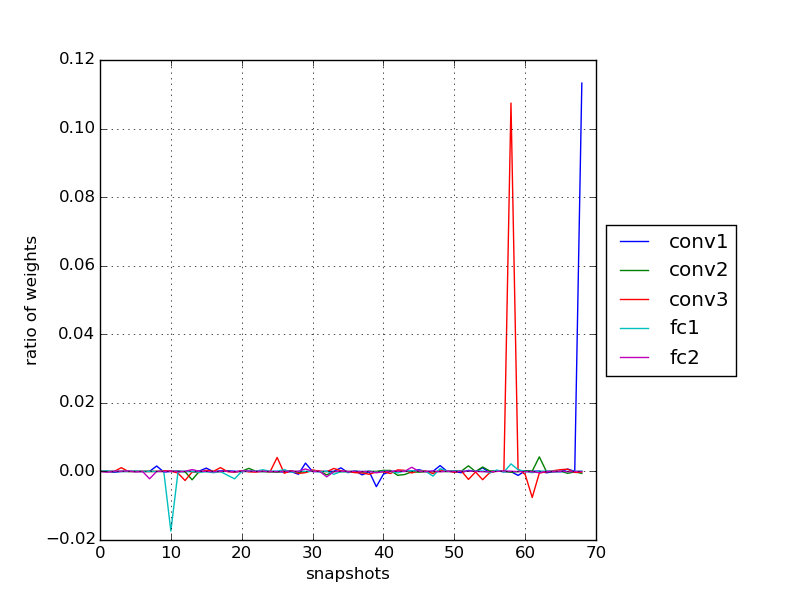 0.12
0.10
0.08
0.06
0.04
0.02
0.00
−0.02
ratio of weights
0 10 20 30 40 50 60 70
snapshots
conv1
conv2
conv3
fc1
fc2